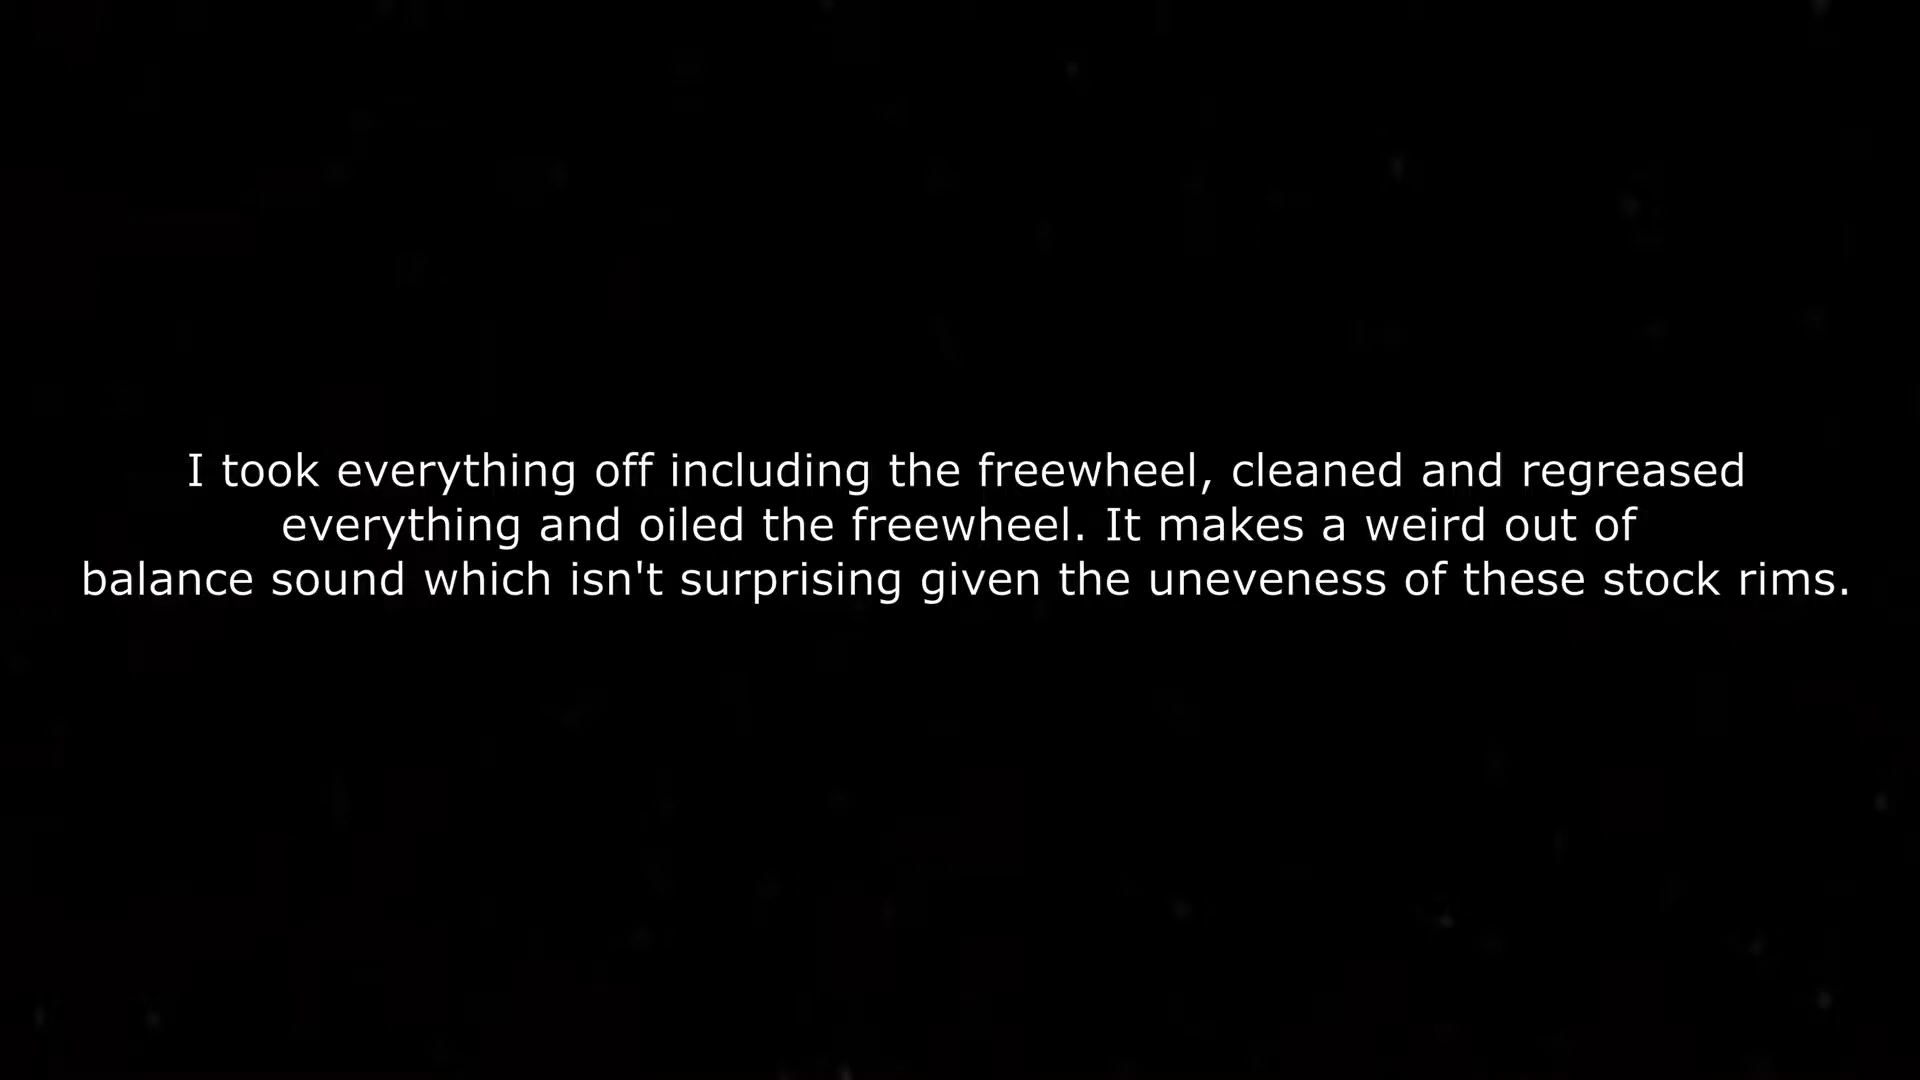 I took everything off including the freewheel, cleaned and regreased
everything and oiled the freewheel. It makes a weird out of
balance sound which isn't surprising given the uneveness of these stock rims.